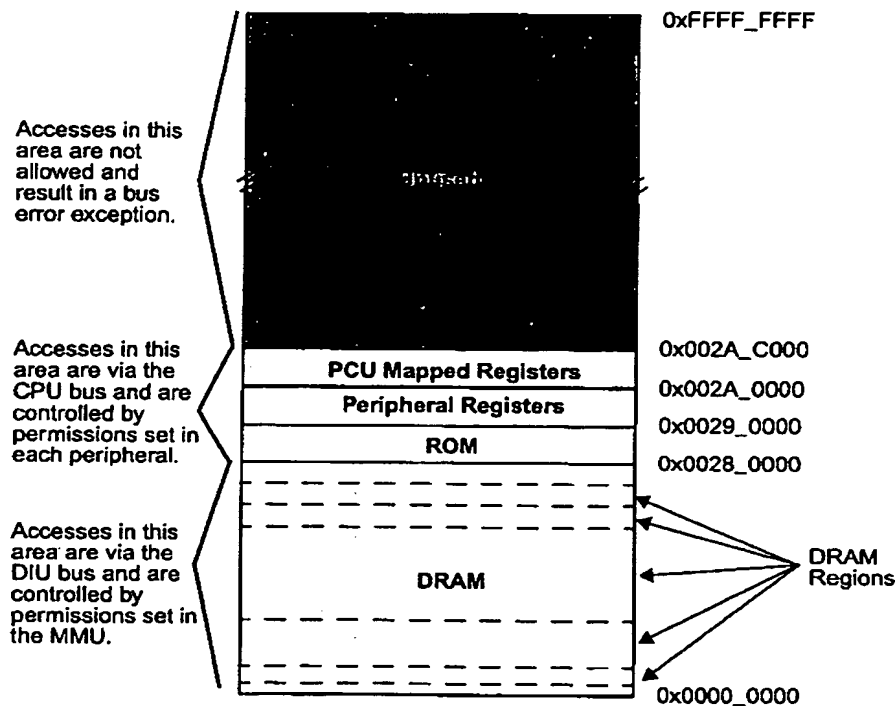 0xFFFF_FFFF
Accesses in this
area are not
allowed and
result in a bus
error exception.
0x002A_C000
Accesses in this
area are via the
CPU bus and are
controlled by
permissions set in
each peripheral.
PCU Mapped Registers
0x002A_0000
Peripheral Registers
0x0029_0000
ROM
0x0028_0000
Accesses in this
area are via the
DIU bus and are
controlled by
permissions set in
the MMU.
DRAM
DRAM
Regions
0x0000_0000